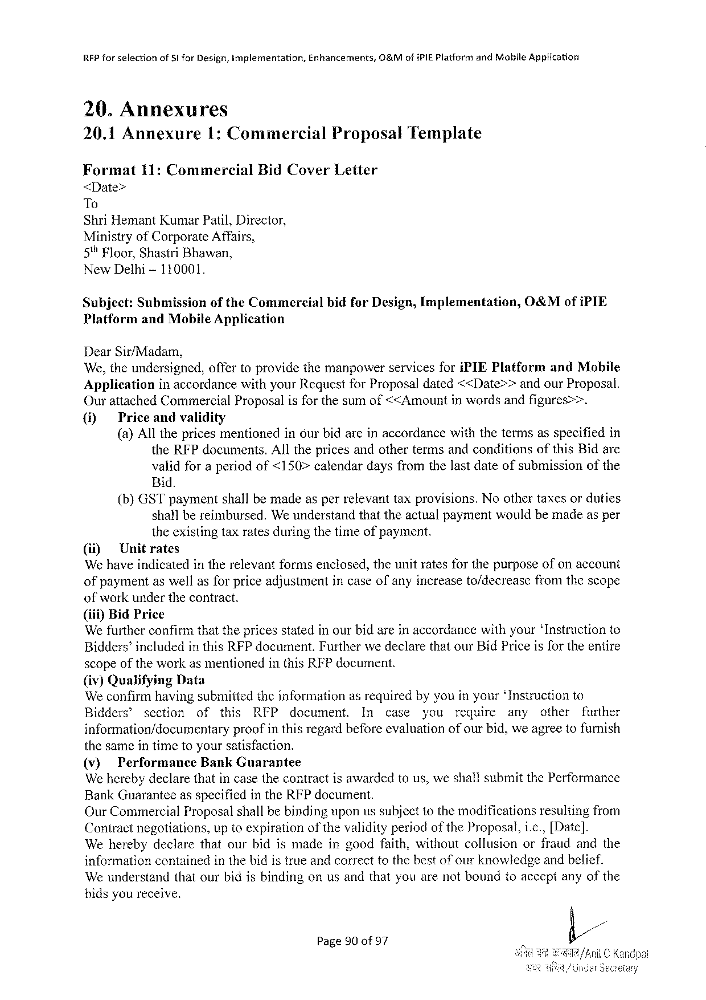 RFP for selection of SI for Design, Implementation, Enhancements, O&M of iPIE Platform and Mobile Application
20. Annexures
20.1 Annexure 1: Commercial Proposal Template
Format 11: Commercial Bid Cover Letter
<Date>
To
Shri Hemant Kumar Patil, Director,
Ministry of Corporate Affairs,
5th Floor, Shastri Bhawan,
New Delhi – 110001.
Subject: Submission of the Commercial bid for Design, Implementation, O&M of iPIE
Platform and Mobile Application
Dear Sir/Madam,
We, the undersigned, offer to provide the manpower services for iPIE Platform and Mobile
Application in accordance with your Request for Proposal dated <<Date>> and our Proposal.
Our attached Commercial Proposal is for the sum of <<Amount in words and figures>>.
(i) Price and validity
(a) All the prices mentioned in our bid are in accordance with the terms as specified in
the RFP documents. All the prices and other terms and conditions of this Bid are
valid for a period of <150> calendar days from the last date of submission of the
Bid.
(b) GST payment shall be made as per relevant tax provisions. No other taxes or duties
shall be reimbursed. We understand that the actual payment would be made as per
the existing tax rates during the time of payment.
(ii) Unit rates
We have indicated in the relevant forms enclosed, the unit rates for the purpose of on account
of payment as well as for price adjustment in case of any increase to/decrease from the scope
of work under the contract.
(iii) Bid Price
We further confirm that the prices stated in our bid are in accordance with your ‘Instruction to
Bidders’ included in this RFP document. Further we declare that our Bid Price is for the entire
scope of the work as mentioned in this RFP document.
(iv) Qualifying Data
We confirm having submitted the information as required by you in your ‘Instruction to
Bidders’ section of this RFP document. In case you require any other further
information/documentary proof in this regard before evaluation of our bid, we agree to furnish
the same in time to your satisfaction.
(v) Performance Bank Guarantee
We hereby declare that in case the contract is awarded to us, we shall submit the Performance
Bank Guarantee as specified in the RFP document.
Our Commercial Proposal shall be binding upon us subject to the modifications resulting from
Contract negotiations, up to expiration of the validity period of the Proposal, i.e., [Date].
We hereby declare that our bid is made in good faith, without collusion or fraud and the
information contained in the bid is true and correct to the best of our knowledge and belief.
We understand that our bid is binding on us and that you are not bound to accept any of the
bids you receive.
Page 90 of 97
/Anil C Kandpal
अवर सचिव/Under Secretary